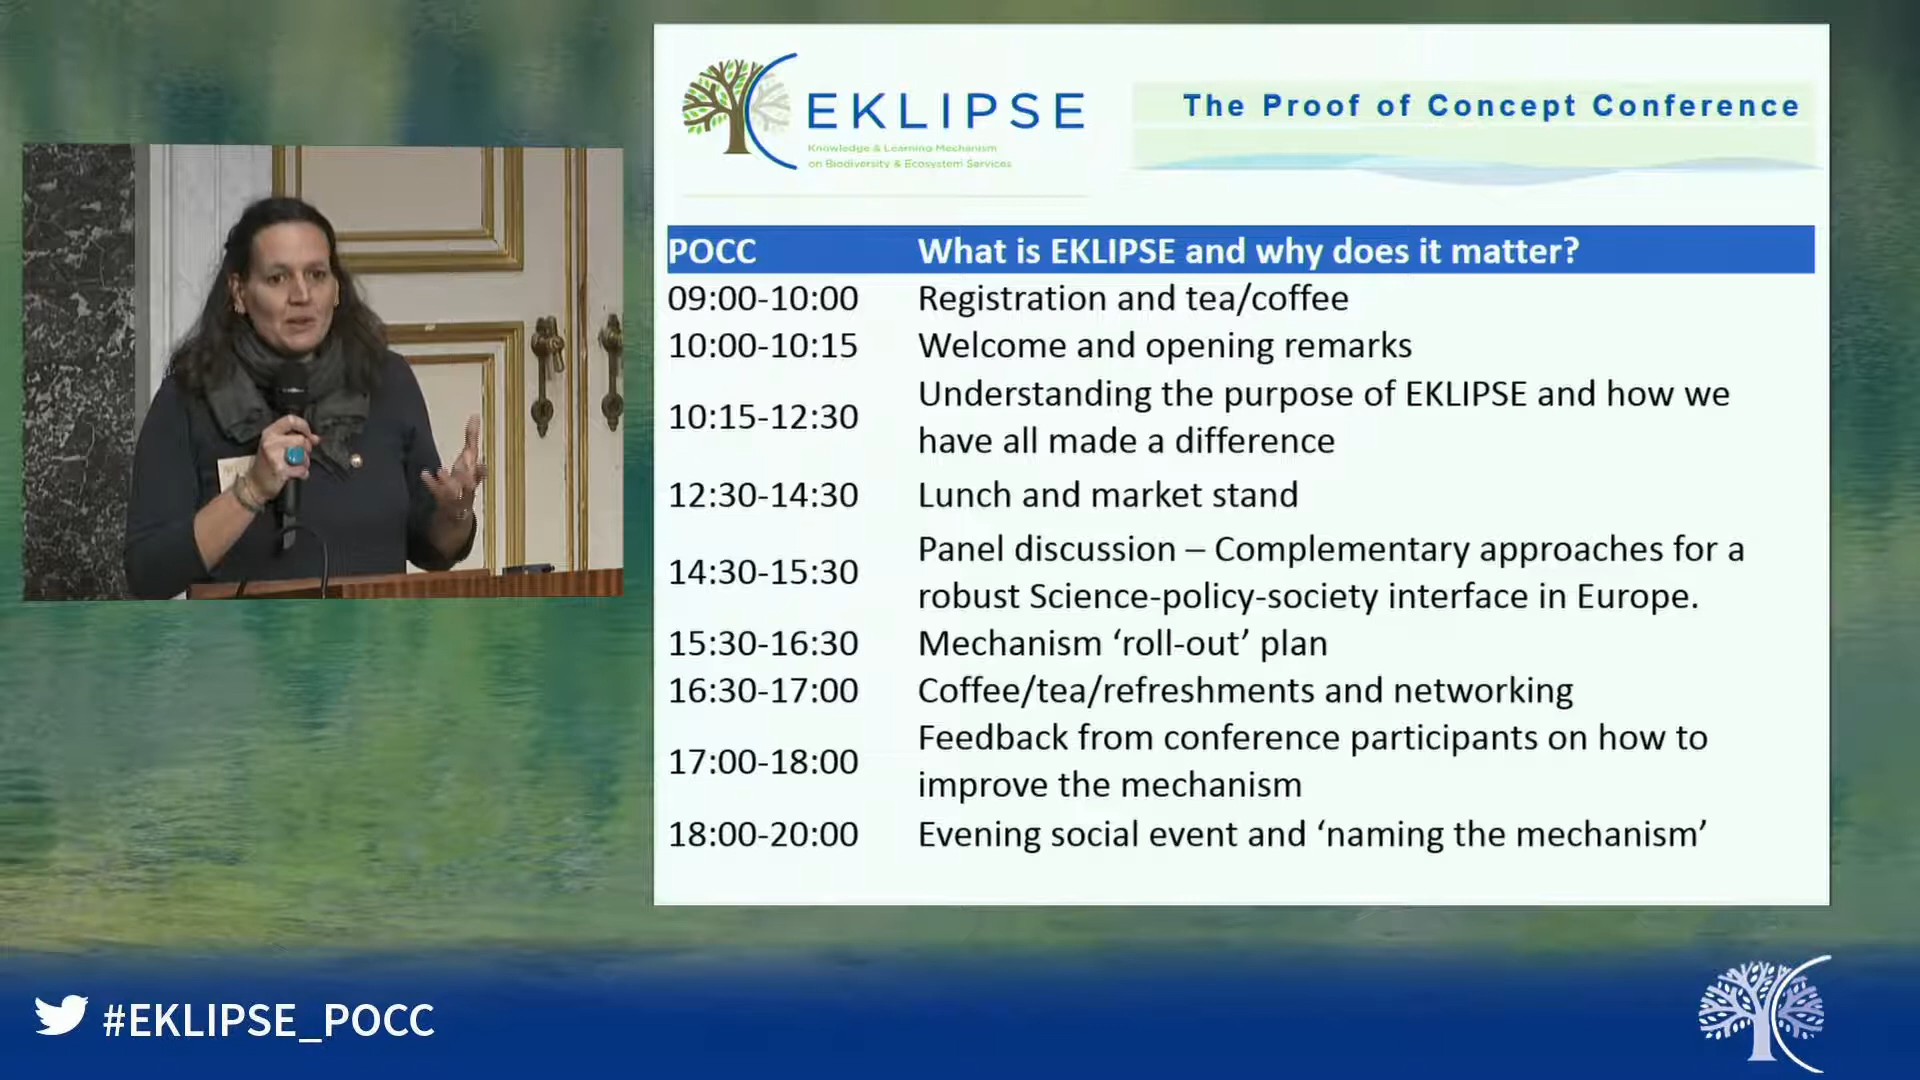 EKLIPSE
Knowledge & Learning Mechanism
on Biodiversity & Ecosystem Services
The Proof of Concept Conference
POCC What is EKLIPSE and why does it matter?
09:00-10:00 Registration and tea/coffee
10:00-10:15 Welcome and opening remarks
10:15-12:30 Understanding the purpose of EKLIPSE and how we
have all made a difference
12:30-14:30 Lunch and market stand
14:30-15:30 Panel discussion – Complementary approaches for a
robust Science-policy-society interface in Europe.
15:30-16:30 Mechanism ‘roll-out’ plan
16:30-17:00 Coffee/tea/refreshments and networking
17:00-18:00 Feedback from conference participants on how to
improve the mechanism
18:00-20:00 Evening social event and ‘naming the mechanism’
#EKLIPSE_POCC